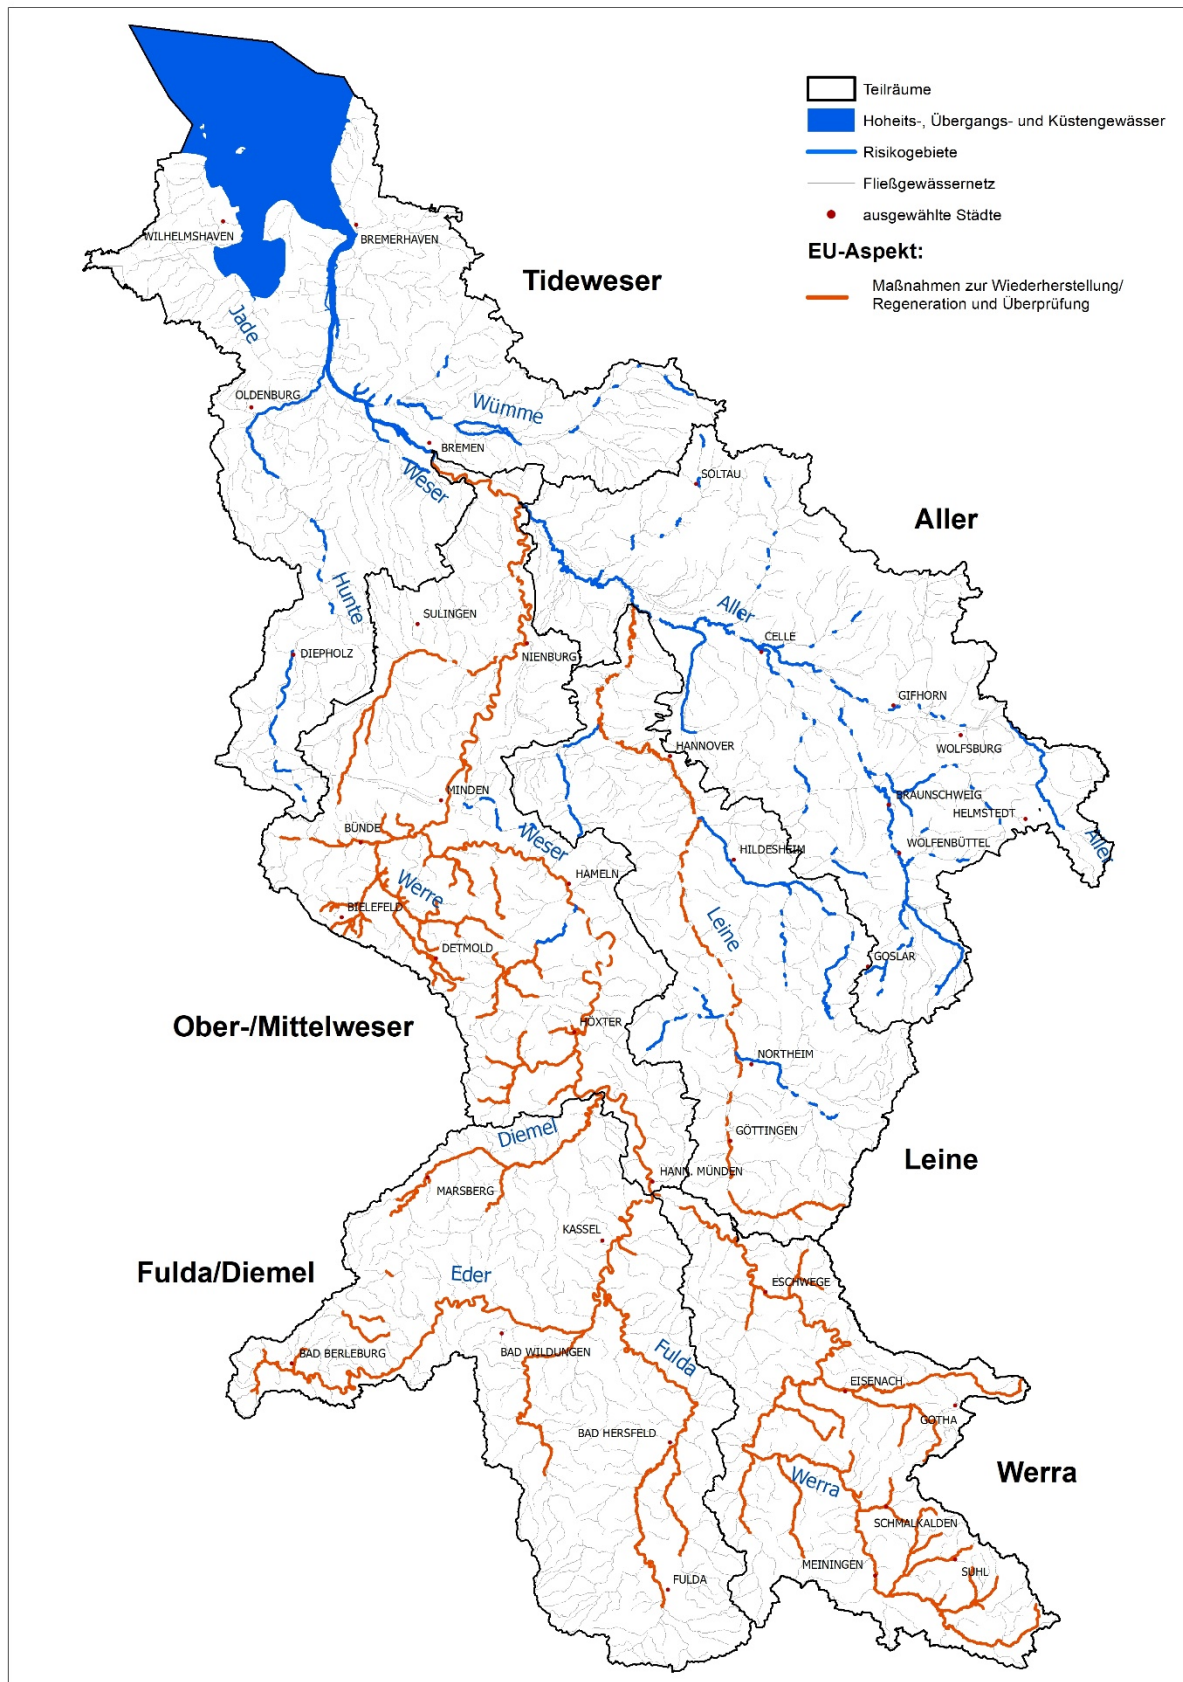 Teilräume
Hoheits-, Übergangs- und Küstengewässer
Risikogebiete
Fließgewässernetz
ausgewählte Städte
EU-Aspekt:
Maßnahmen zur Wiederherstellung/
Regeneration und Überprüfung
WILHELMSHAVEN
BREMERHAVEN
Tideweser
Jade
OLDENBURG
Wümme
BREMEN
Weser
SOLTAU
Aller
Hunte
SULINGEN
Aller
CELLE
DIEPHOLZ
NIENBURG
GIFHORN
HANNOVER
WOLFSBURG
MINDEN
BRAUNSCHWEIG
HELMSTEDT
BÜNDE
Weser
HILDESHEIM
WOLFENBÜTTEL
Aller
Werre
HAMELN
BIELEFELD
Leine
DETMOLD
GOSLAR
Ober-/Mittelweser
HÖXTER
NORTHEIM
Diemel
GÖTTINGEN
Leine
MARSBERG
HANN. MÜNDEN
KASSEL
Fulda/Diemel
Eder
ESCHWEGE
BAD BERLEBURG
BAD WILDUNGEN
Fulda
EISENACH
GOTHA
BAD HERSFELD
Werra
Werra
SCHMALKALDEN
MEININGEN
SUHL
FULDA